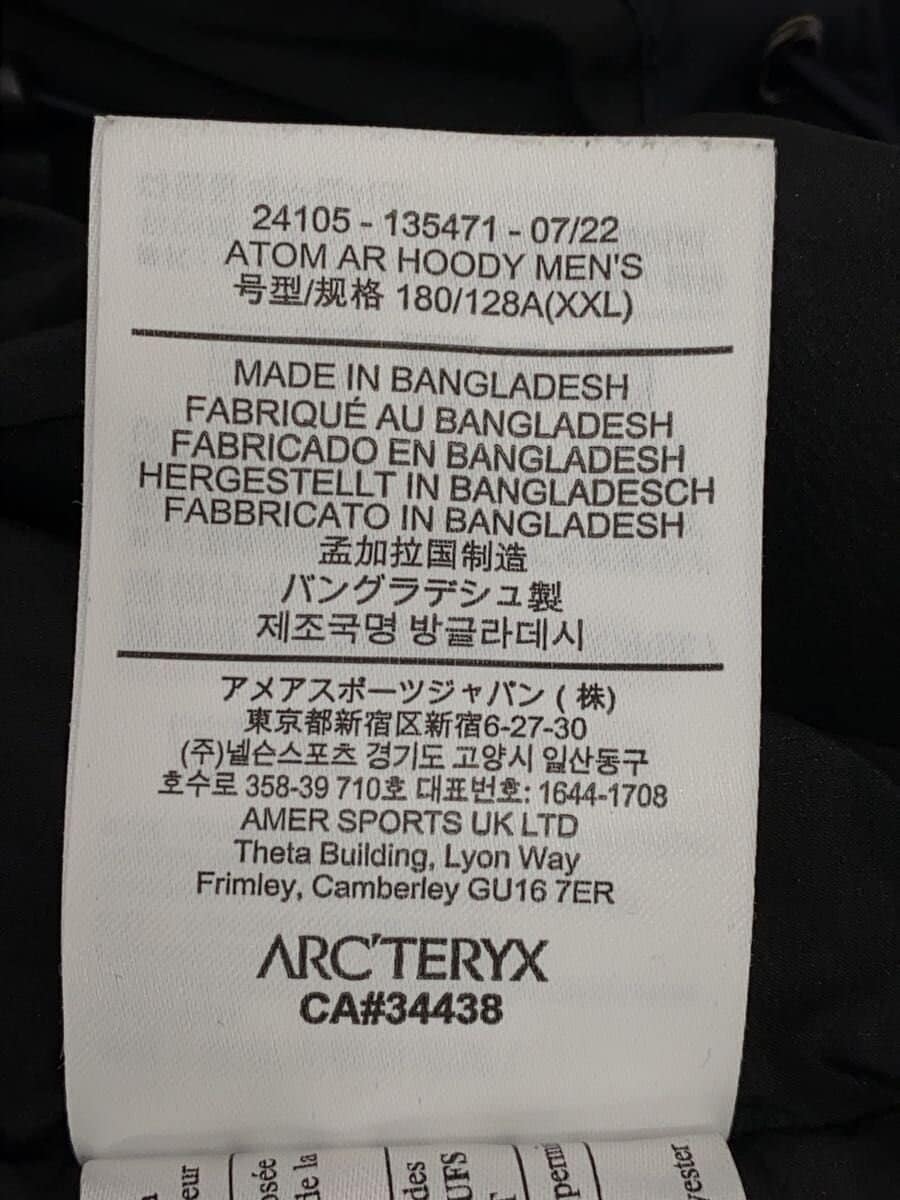 24105 - 135471 - 07/22
ATOM AR HOODY MEN'S
号型/规格 180/128A(XXL)
MADE IN BANGLADESH
FABRIQUÉ AU BANGLADESH
FABRICADO EN BANGLADESH
HERGESTELLT IN BANGLADESCH
FABBRICATO IN BANGLADESH
孟加拉国制造
バングラデシュ製
제조국명 방글라데시
アメアスポーツジャパン ( 株)
東京都新宿区新宿6-27-30
(주)넬슨스포츠 경기도 고양시 일산동구
호수로 358-39 710호 대표번호: 1644-1708
AMER SPORTS UK LTD
Theta Building, Lyon Way
Frimley, Camberley GU16 7ER
ARC'TERYX
CA#34438
de la
des